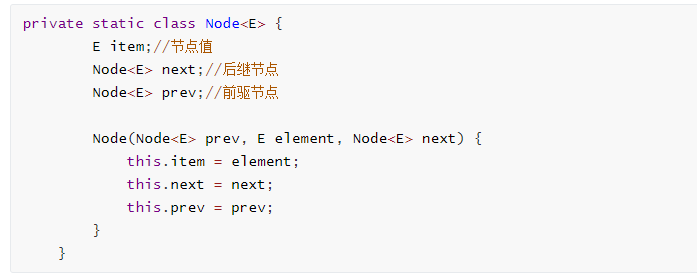 private static class Node<E> {
        E item;//节点值
        Node<E> next;//后继节点
        Node<E> prev;//前驱节点

        Node(Node<E> prev, E element, Node<E> next) {
            this.item = element;
            this.next = next;
            this.prev = prev;
        }
    }